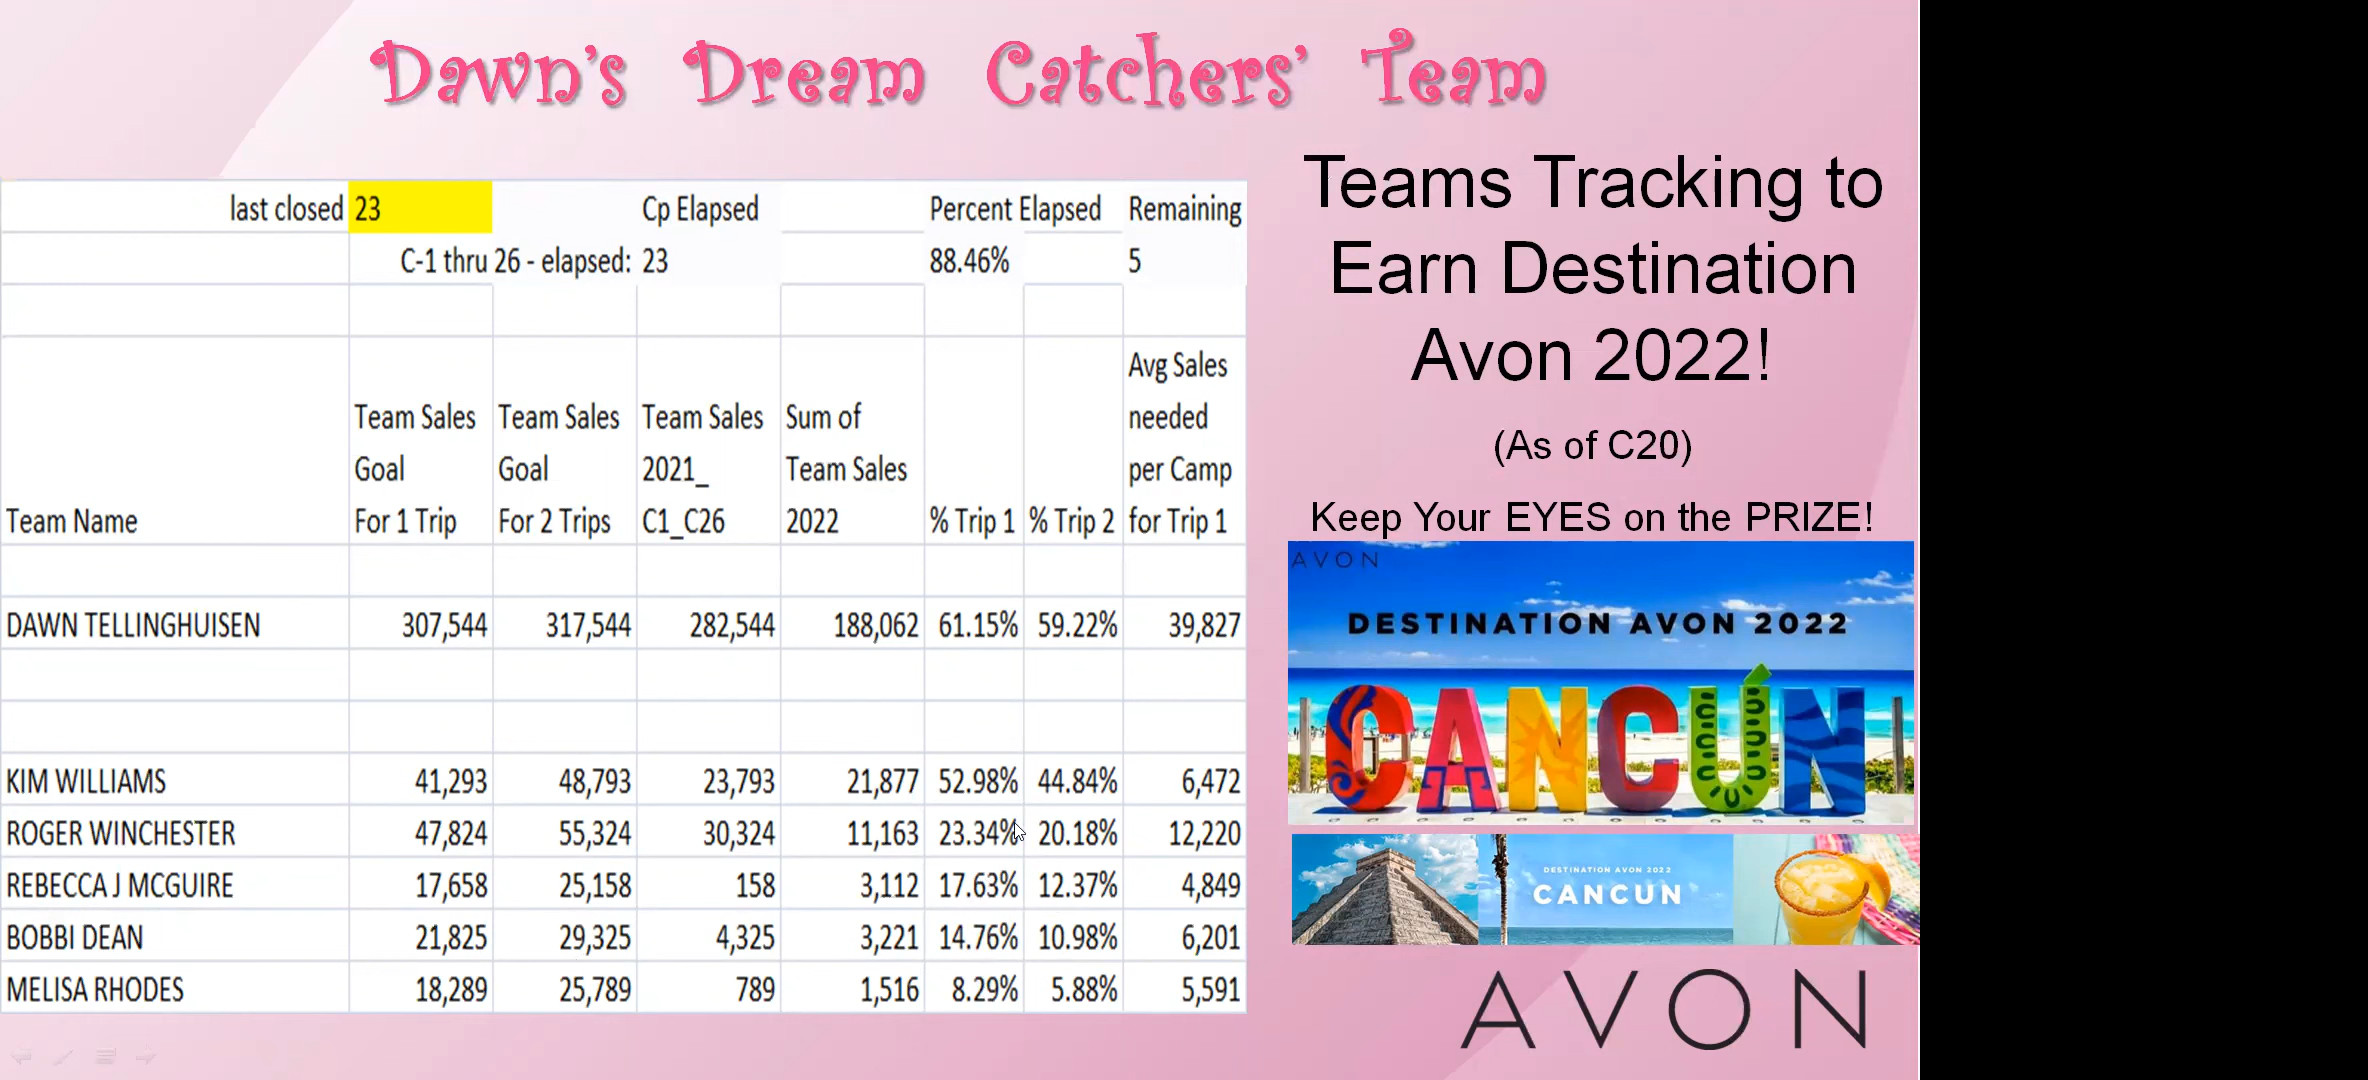 Dawn's Dream Catchers' Team
last closed 23 Cp Elapsed Percent Elapsed Remaining
C-1 thru 26 - elapsed: 23 88.46% 5
Team Name Team Sales Goal For 1 Trip Team Sales Goal For 2 Trips Team Sales 2021_ C1_C26 Sum of Team Sales 2022 % Trip 1 % Trip 2 Avg Sales needed per Camp for Trip 1
DAWN TELLINGHUISEN 307,544 317,544 282,544 188,062 61.15% 59.22% 39,827
KIM WILLIAMS 41,293 48,793 23,793 21,877 52.98% 44.84% 6,472
ROGER WINCHESTER 47,824 55,324 30,324 11,163 23.34% 20.18% 12,220
REBECCA J MCGUIRE 17,658 25,158 158 3,112 17.63% 12.37% 4,849
BOBBI DEAN 21,825 29,325 4,325 3,221 14.76% 10.98% 6,201
MELISA RHODES 18,289 25,789 789 1,516 8.29% 5.88% 5,591
Teams Tracking to
Earn Destination
Avon 2022!
(As of C20)
Keep Your EYES on the PRIZE!
AVON
DESTINATION AVON 2022
CANCÚN
DESTINATION AVON 2022
CANCUN
AVON